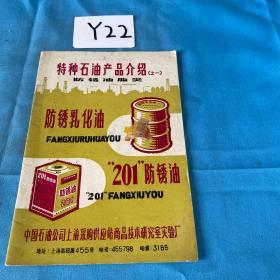 Y22
特种石油产品介绍(之一)
防锈油脂类
防锈乳化油
FANGXIURUHUAYOU
"201"防锈油
"201"FANGXIUYOU
中国石油公司上海采购供应站商品技术研究室实验厂